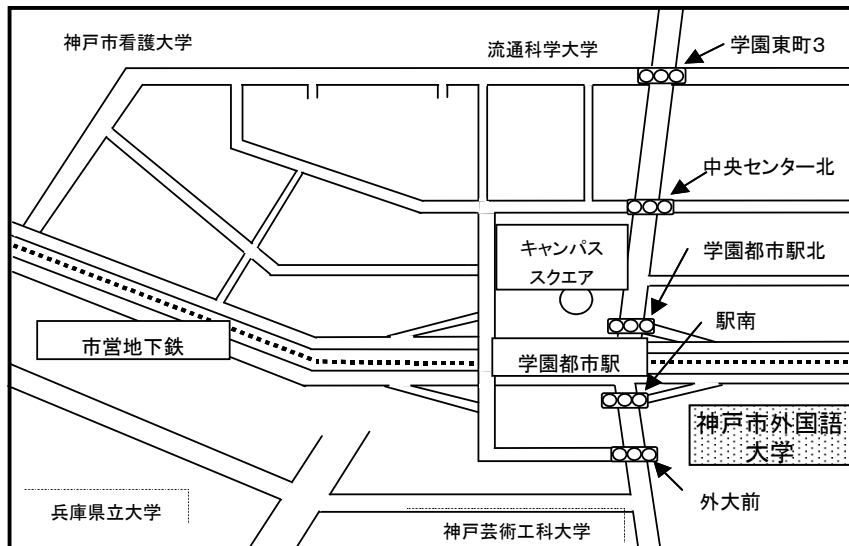 神戸市看護大学
流通科学大学
学園東町3
中央センター北
キャンパス
スクエア
学園都市駅北
駅南
市営地下鉄
学園都市駅
神戸市外国語
大学
外大前
兵庫県立大学
神戸芸術工科大学